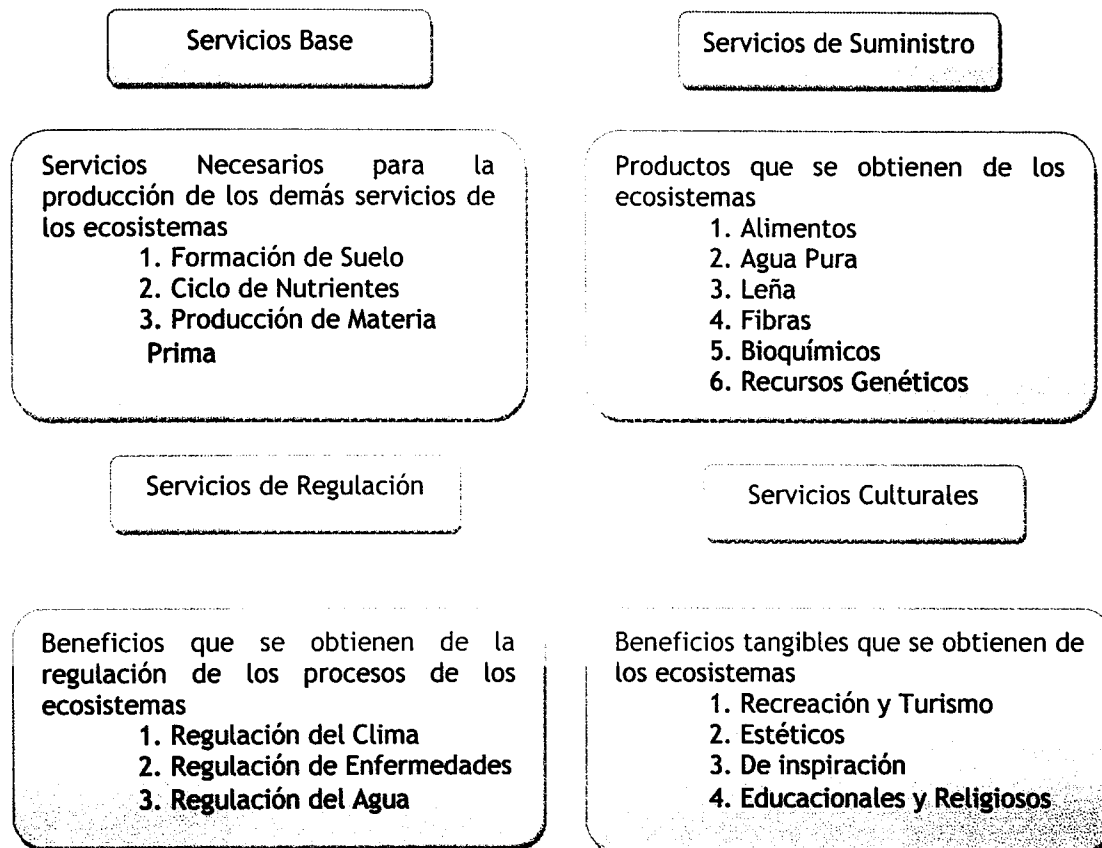 Servicios Base
Servicios Necesarios para la
producción de los demás servicios de
los ecosistemas
1. Formación de Suelo
2. Ciclo de Nutrientes
3. Producción de Materia
Prima
Servicios de Suministro
Productos que se obtienen de los
ecosistemas
1. Alimentos
2. Agua Pura
3. Leña
4. Fibras
5. Bioquímicos
6. Recursos Genéticos
Servicios de Regulación
Beneficios que se obtienen de la
regulación de los procesos de los
ecosistemas
1. Regulación del Clima
2. Regulación de Enfermedades
3. Regulación del Agua
Servicios Culturales
Beneficios tangibles que se obtienen de
los ecosistemas
1. Recreación y Turismo
2. Estéticos
3. De inspiración
4. Educacionales y Religiosos